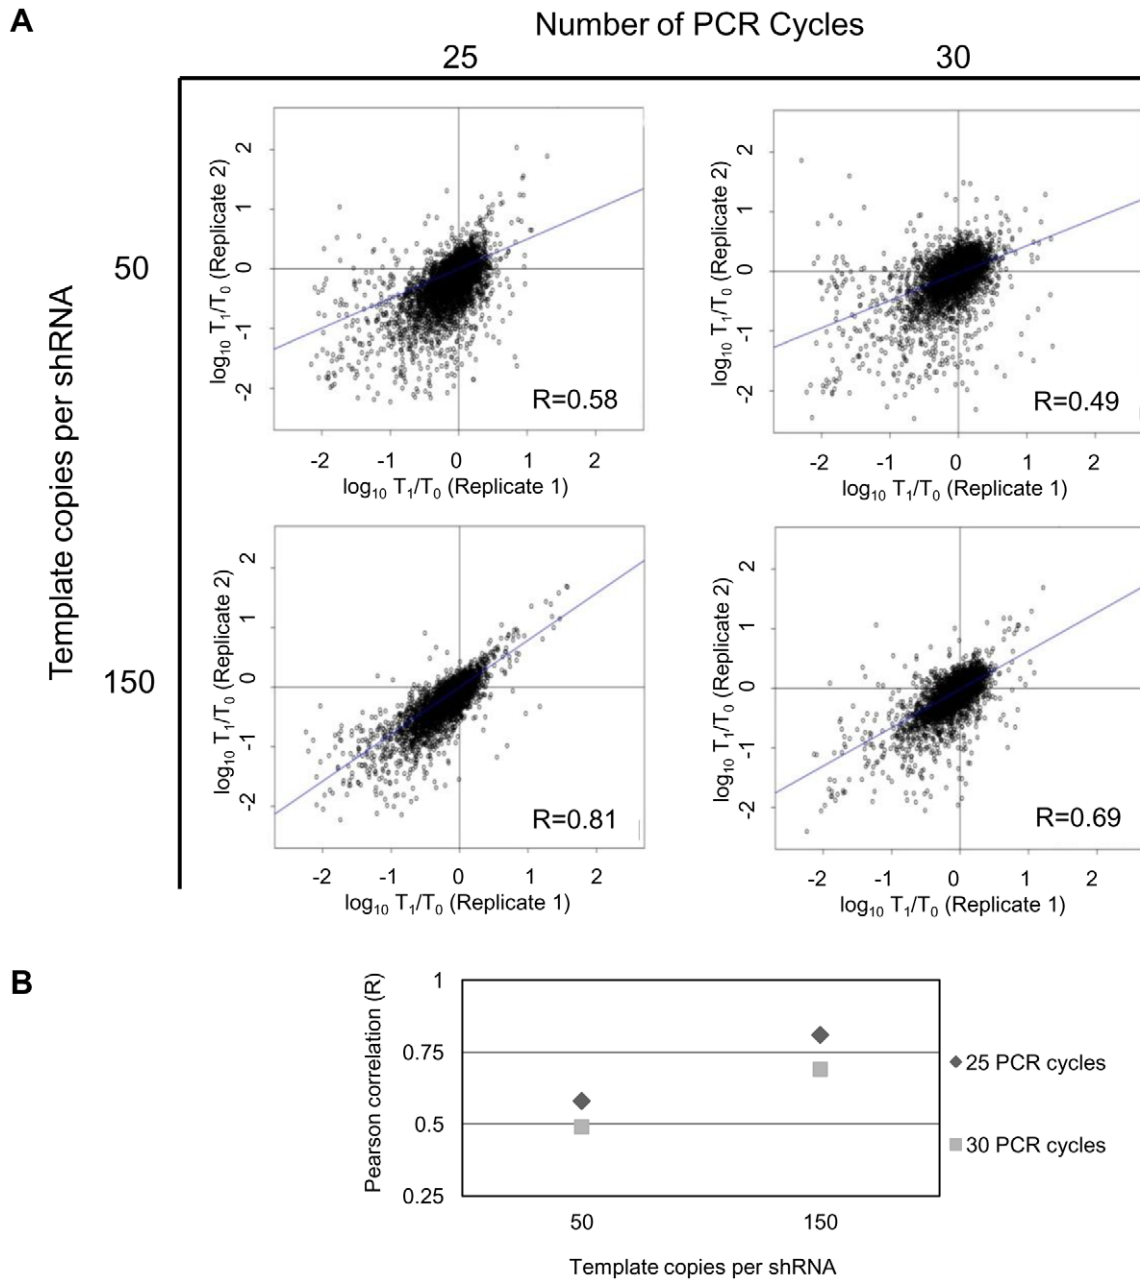 A
Number of PCR Cycles
25
30
Template copies per shRNA
50
log10 T1/T0 (Replicate 2)
2
1
0
-1
-2
R=0.58
-2 -1 0 1 2
log10 T1/T0 (Replicate 1)
log10 T1/T0 (Replicate 2)
2
1
0
-1
-2
R=0.49
-2 -1 0 1 2
log10 T1/T0 (Replicate 1)
150
log10 T1/T0 (Replicate 2)
2
1
0
-1
-2
R=0.81
-2 -1 0 1 2
log10 T1/T0 (Replicate 1)
log10 T1/T0 (Replicate 2)
2
1
0
-1
-2
R=0.69
-2 -1 0 1 2
log10 T1/T0 (Replicate 1)
B
Pearson correlation (R)
1
0.75
0.5
0.25
50 150
Template copies per shRNA
25 PCR cycles
30 PCR cycles